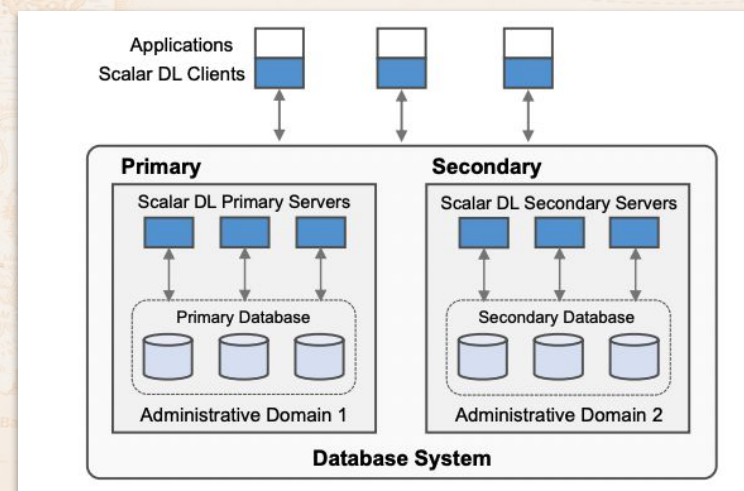 Applications
Scalar DL Clients
Primary
Secondary
Scalar DL Primary Servers
Scalar DL Secondary Servers
Primary Database
Secondary Database
Administrative Domain 1
Administrative Domain 2
Database System